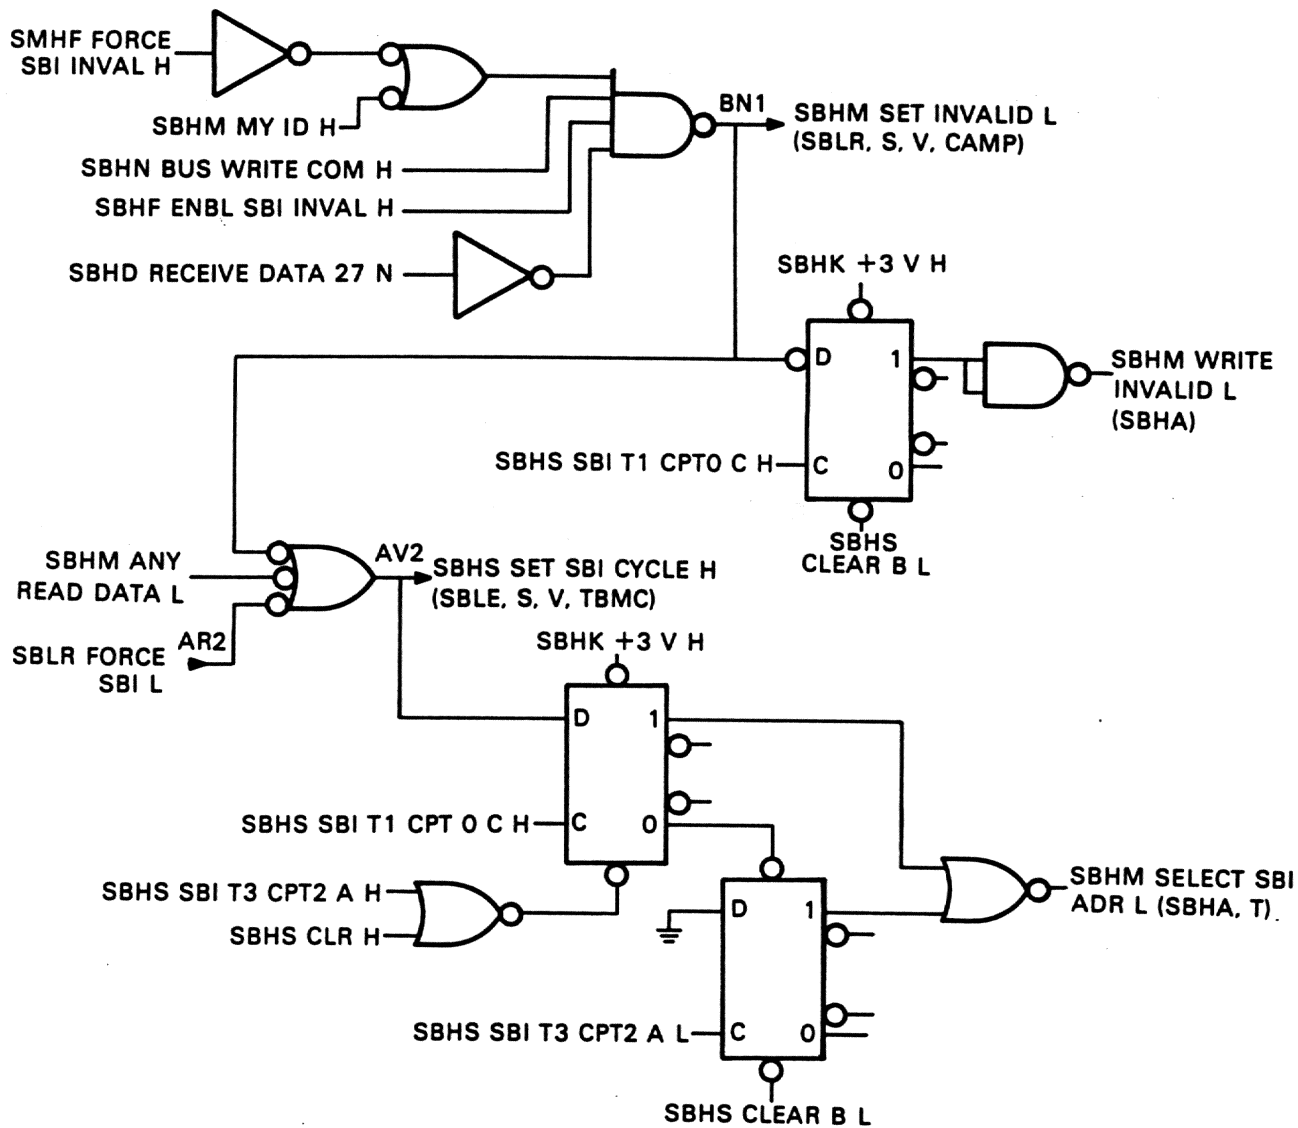 SMHF FORCE
SBI INVAL H
SBHM MY ID H
SBHN BUS WRITE COM H
SBHF ENBL SBI INVAL H
SBHD RECEIVE DATA 27 N
BN1
SBHM SET INVALID L
(SBLR, S, V, CAMP)
SBHK +3 V H
D 1
SBHM WRITE
INVALID L
(SBHA)
SBHS SBI T1 CPT0 C H
C 0
SBHS
CLEAR B L
SBHM ANY
READ DATA L
AV2
SBHS SET SBI CYCLE H
(SBLE, S, V, TBMC)
AR2
SBLR FORCE
SBI L
SBHK +3 V H
D 1
SBHS SBI T1 CPT 0 C H
C 0
SBHS SBI T3 CPT2 A H
SBHS CLR H
SBHM SELECT SBI
ADR L (SBHA, T).
D 1
SBHS SBI T3 CPT2 A L
C 0
SBHS CLEAR B L